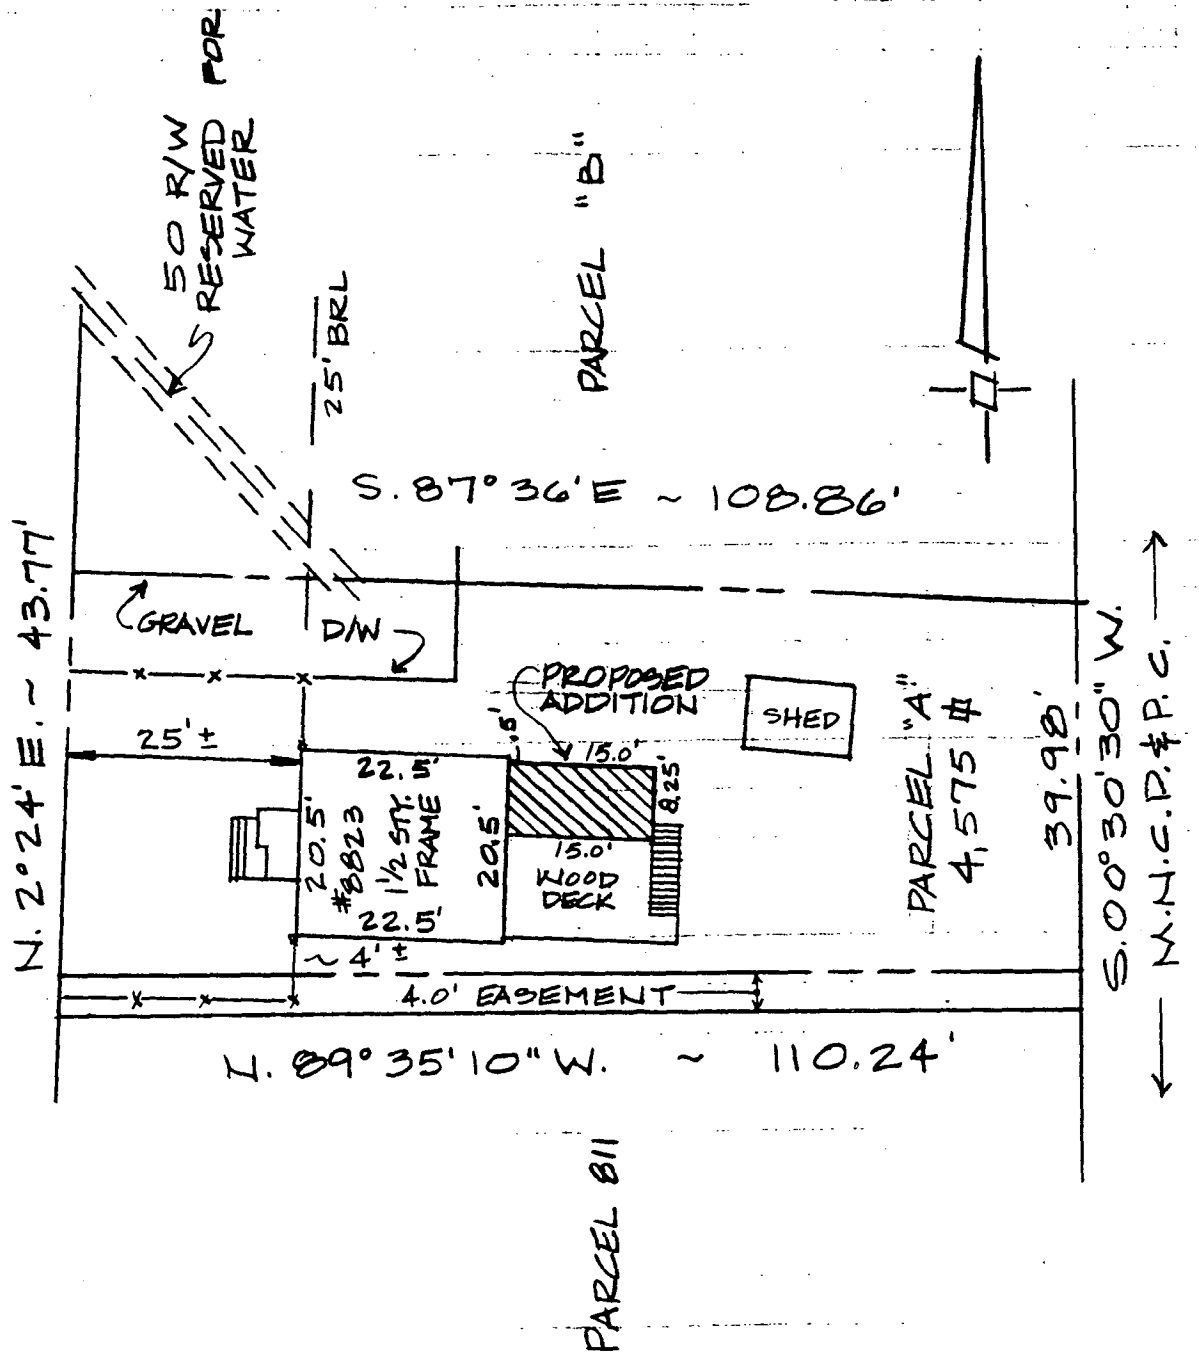 50 R/W
RESERVED FOR
WATER
25' BRL
PARCEL "B"
S. 87° 36' E ~ 108.86'
N. 2° 24' E. ~ 43.77'
GRAVEL
D/W
PROPOSED
ADDITION
SHED
25' ±
22.5'
.5'
15.0'
8.25'
20.5'
#8823
1 1/2 STY.
FRAME
20.5'
15.0'
WOOD
DECK
22.5'
~ 4' ±
PARCEL "A"
4,575 #
39.98'
S. 00° 30' 30" W.
M.N.C.P. & P.C.
4.0' EASEMENT
N. 89° 35' 10" W. ~ 110.24'
PARCEL 811